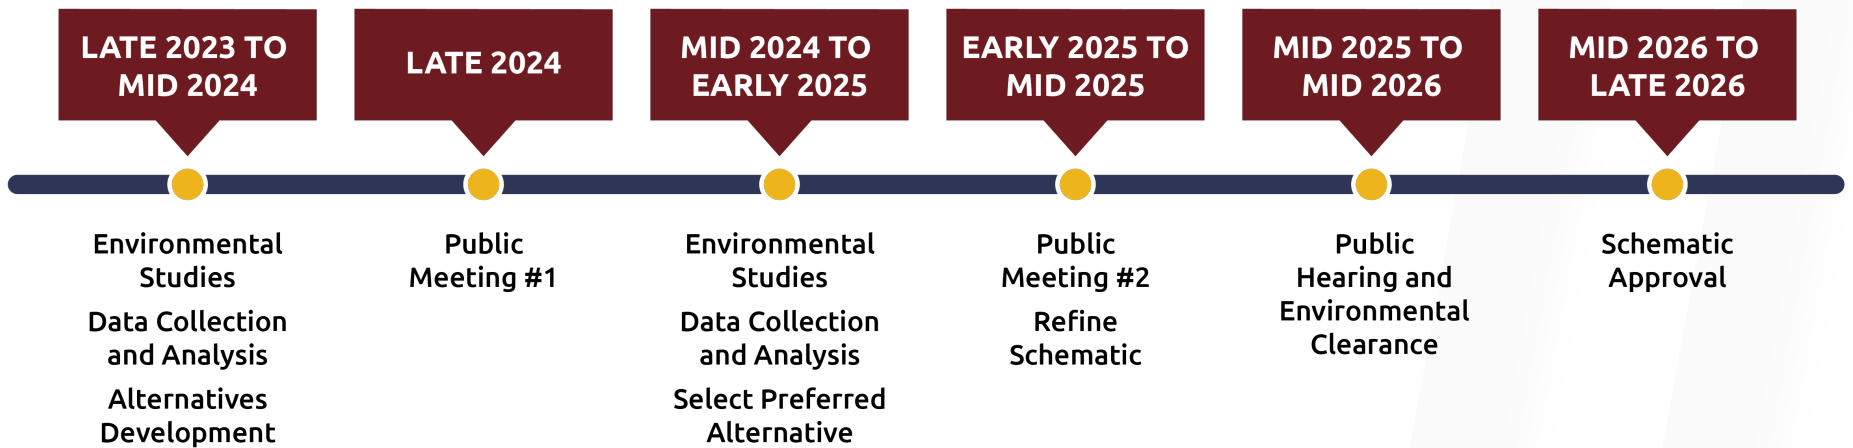 LATE 2023 TO
MID 2024
Environmental
Studies
Data Collection
and Analysis
Alternatives
Development
LATE 2024
Public
Meeting #1
MID 2024 TO
EARLY 2025
Environmental
Studies
Data Collection
and Analysis
Select Preferred
Alternative
EARLY 2025 TO
MID 2025
Public
Meeting #2
Refine
Schematic
MID 2025 TO
MID 2026
Public
Hearing and
Environmental
Clearance
MID 2026 TO
LATE 2026
Schematic
Approval